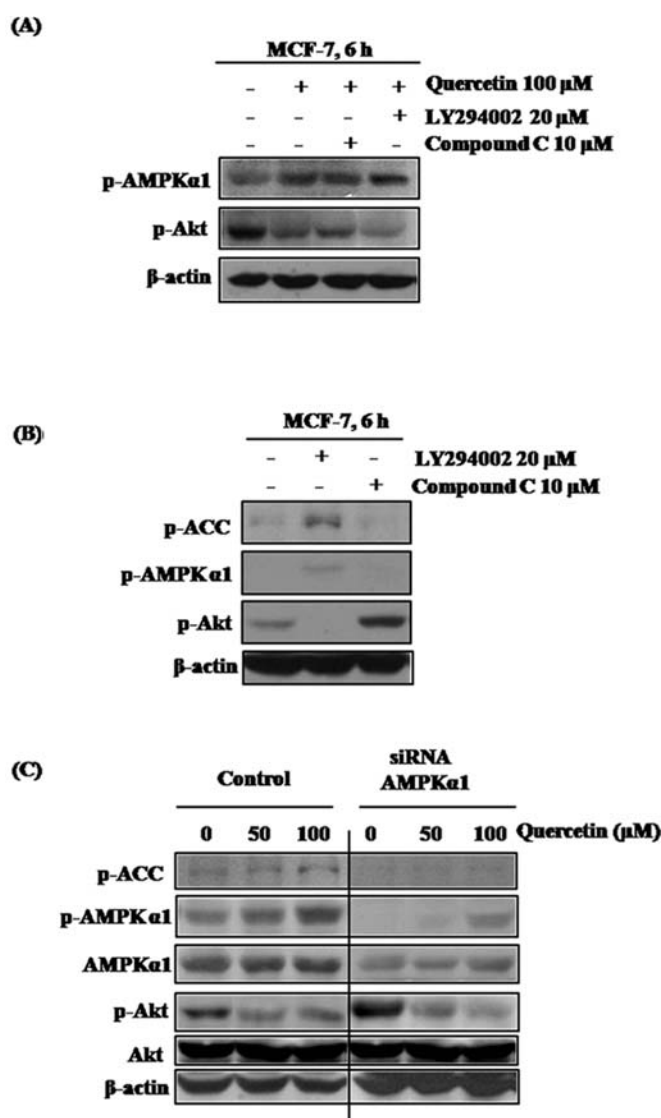 (A)
MCF-7, 6 h
- + + + Quercetin 100 μM
- - - + LY294002 20 μM
- - + - Compound C 10 μM
p-AMPKα1
p-Akt
β-actin
(B)
MCF-7, 6 h
- + - LY294002 20 μM
- - + Compound C 10 μM
p-ACC
p-AMPKα1
p-Akt
β-actin
(C)
Control siRNA AMPKα1
0 50 100 0 50 100 Quercetin (μM)
p-ACC
p-AMPKα1
AMPKα1
p-Akt
Akt
β-actin